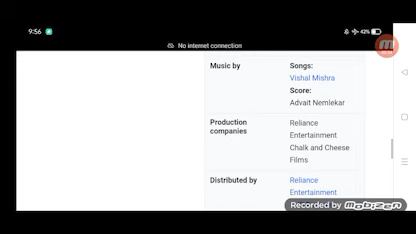 9:56
42%
No internet connection
Music by
Songs:
Vishal Mishra
Score:
Advait Nemlekar
Production
companies
Reliance
Entertainment
Chalk and Cheese
Films
Distributed by
Reliance
Entertainment
Recorded by MOBIZEN